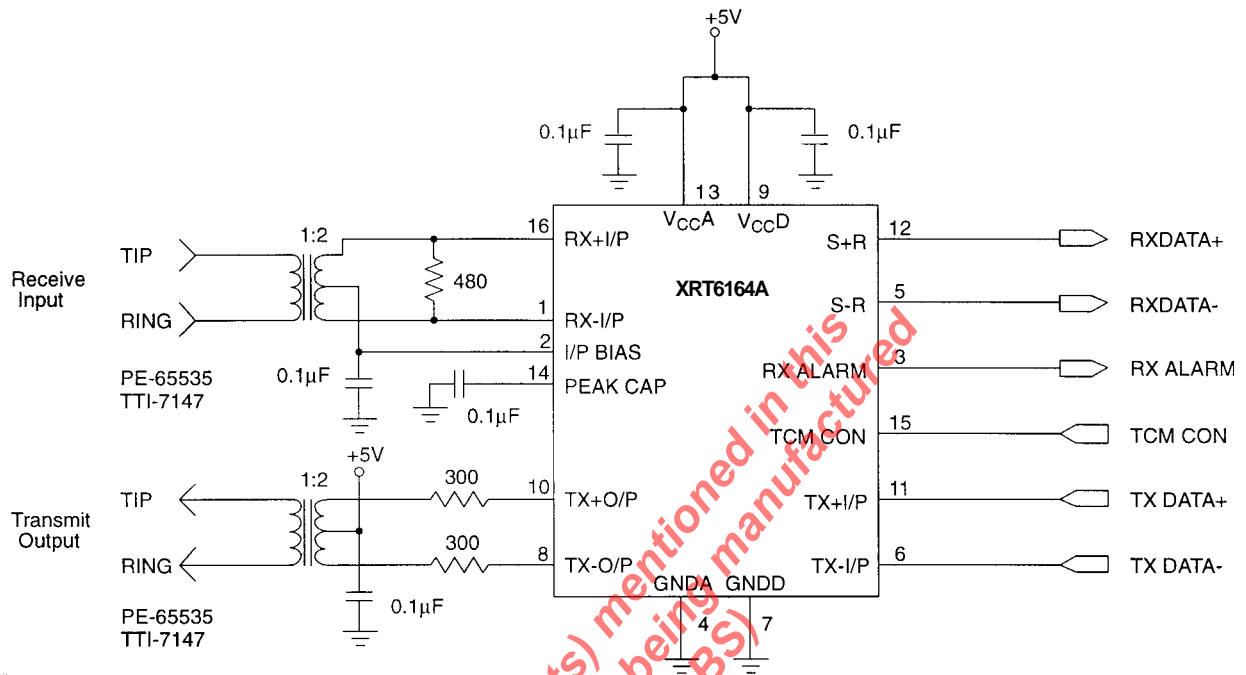 +5V
0.1µF
0.1µF
13
9
VCCA
VCCD
16
RX+I/P
S+R
12
RXDATA+
1:2
TIP
Receive
Input
480
XRT6164A
RING
1
RX-I/P
S-R
5
RXDATA-
2
I/P BIAS
PE-65535
TTI-7147
0.1µF
14
PEAK CAP
0.1µF
RX ALARM
3
RX ALARM
TCM CON
15
TCM CON
+5V
1:2
TIP
300
10
TX+O/P
TX+I/P
11
TX DATA+
Transmit
Output
RING
300
8
TX-O/P
TX-I/P
6
TX DATA-
PE-65535
TTI-7147
0.1µF
GNDA
GNDD
4
7
ts) mentioned in this
being manufactured
BS)